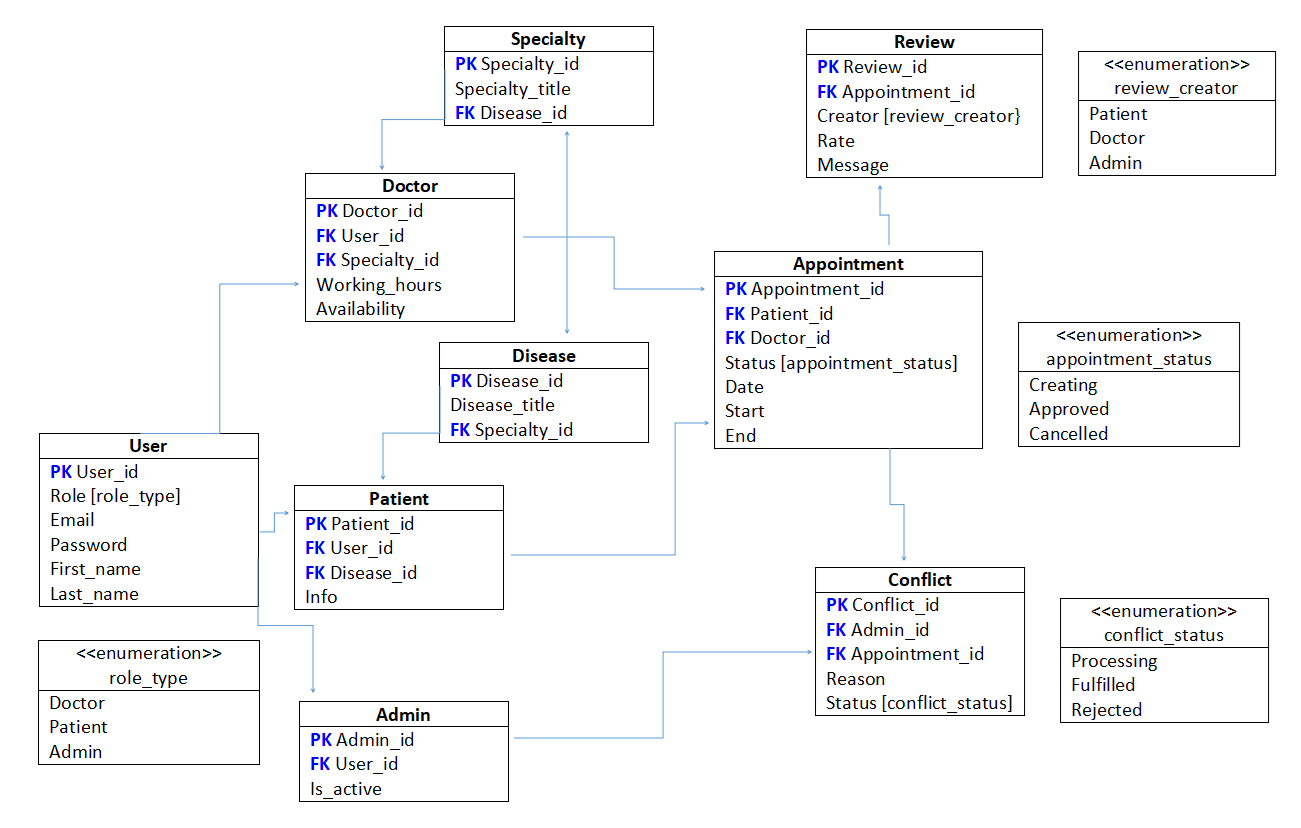 Specialty
PK Specialty_id
Specialty_title
FK Disease_id
Review
PK Review_id
FK Appointment_id
Creator [review_creator}
Rate
Message
<<enumeration>>
review_creator
Patient
Doctor
Admin
Doctor
PK Doctor_id
FK User_id
FK Specialty_id
Working_hours
Availability
Appointment
PK Appointment_id
FK Patient_id
FK Doctor_id
Status [appointment_status]
Date
Start
End
<<enumeration>>
appointment_status
Creating
Approved
Cancelled
Disease
PK Disease_id
Disease_title
FK Specialty_id
User
PK User_id
Role [role_type]
Email
Password
First_name
Last_name
Patient
PK Patient_id
FK User_id
FK Disease_id
Info
Conflict
PK Conflict_id
FK Admin_id
FK Appointment_id
Reason
Status [conflict_status]
<<enumeration>>
conflict_status
Processing
Fulfilled
Rejected
<<enumeration>>
role_type
Doctor
Patient
Admin
Admin
PK Admin_id
FK User_id
Is_active